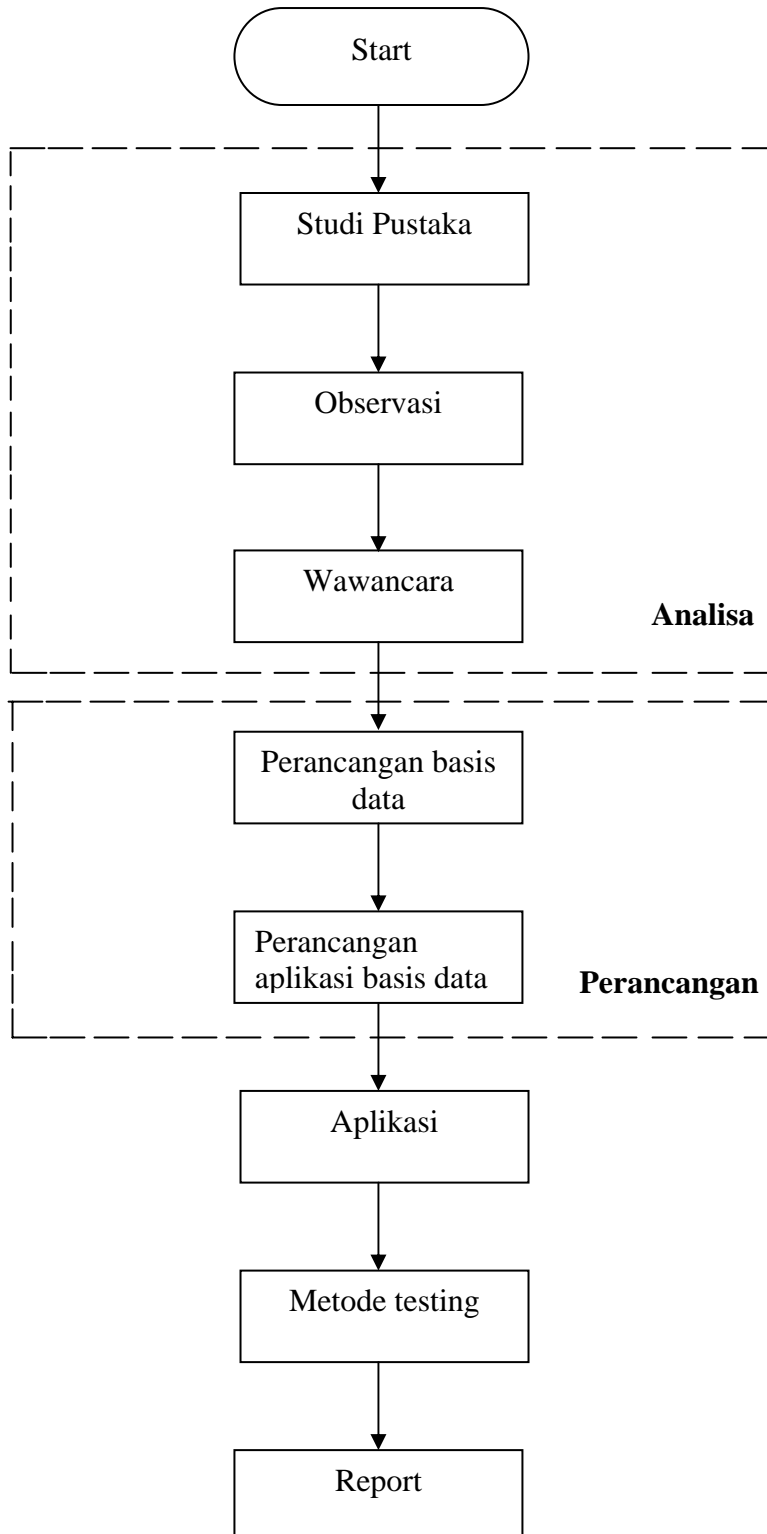 Start
Studi Pustaka
Observasi
Wawancara
Analisa
Perancangan basis
data
Perancangan
aplikasi basis data
Perancangan
Aplikasi
Metode testing
Report